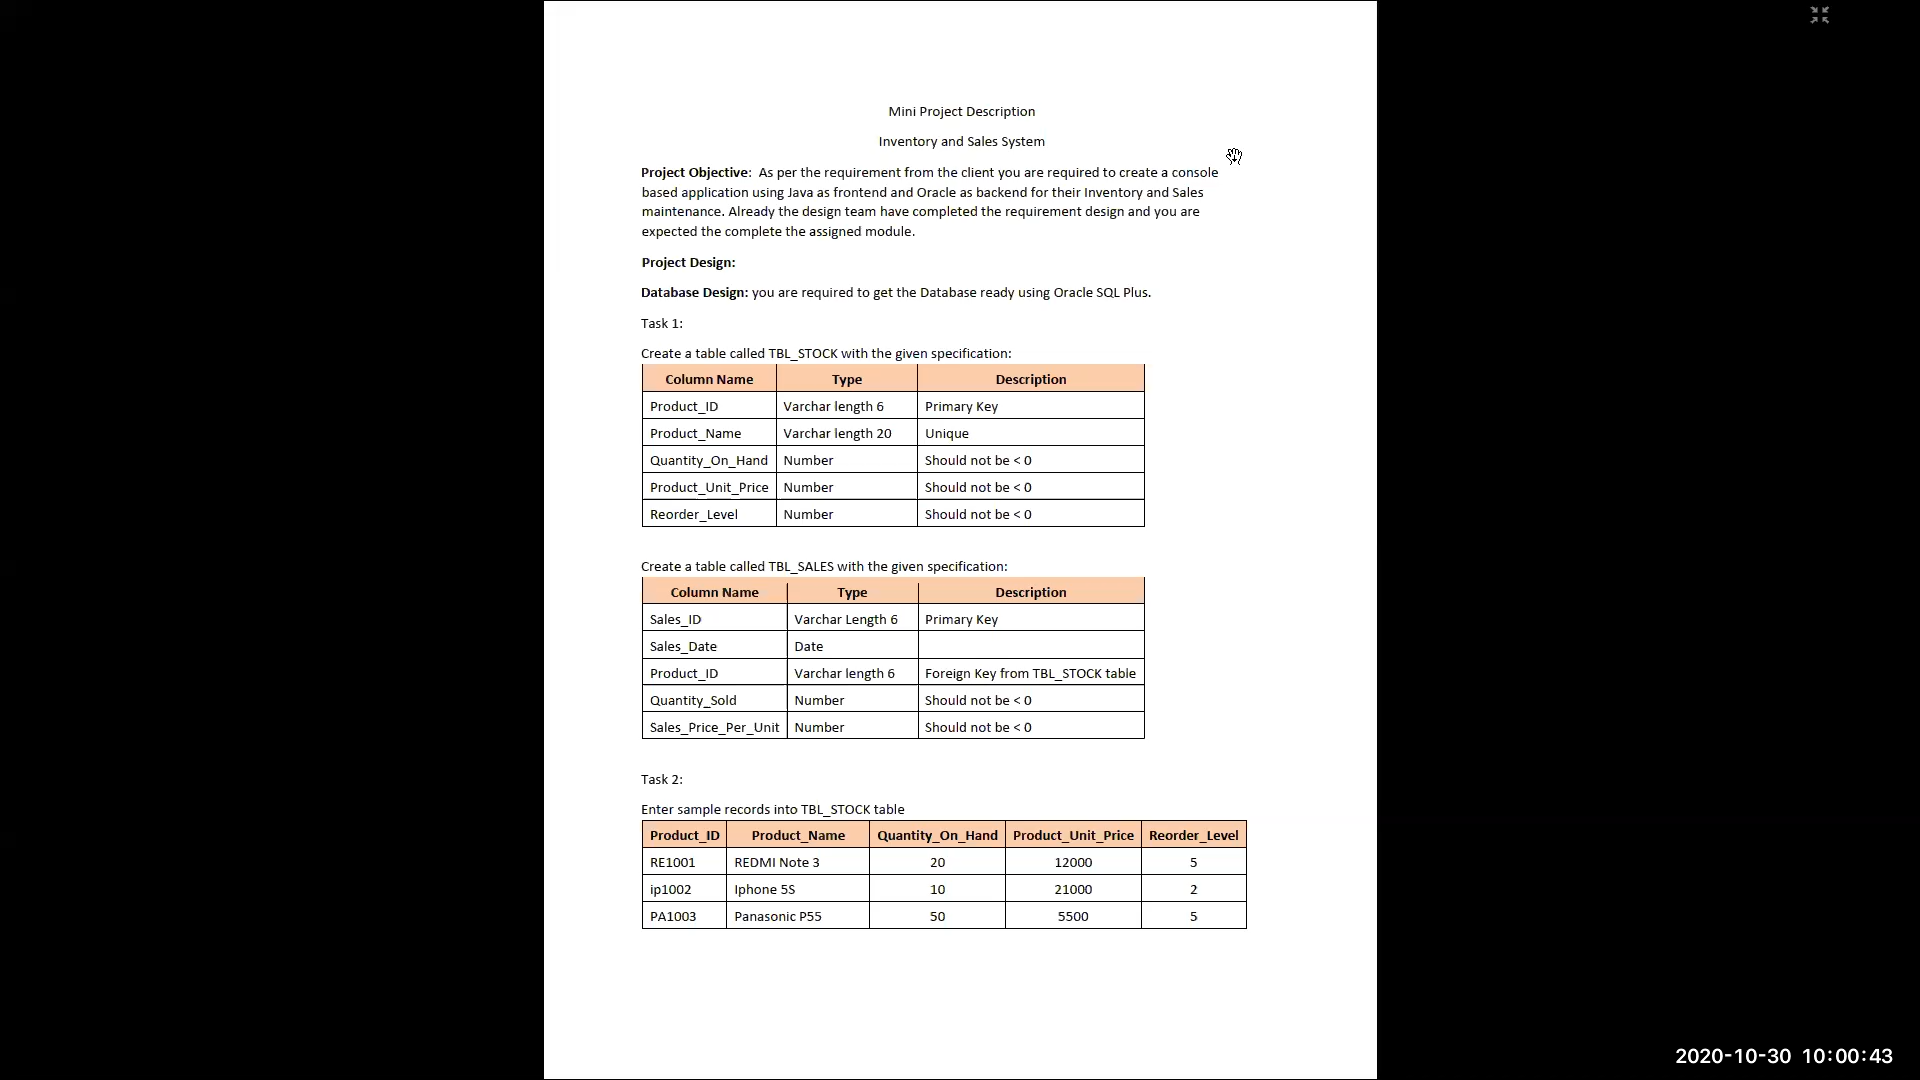 Mini Project Description
Inventory and Sales System
Project Objective:  As per the requirement from the client you are required to create a console
based application using Java as frontend and Oracle as backend for their Inventory and Sales
maintenance. Already the design team have completed the requirement design and you are
expected the complete the assigned module.
Project Design:
Database Design: you are required to get the Database ready using Oracle SQL Plus.
Task 1:
Create a table called TBL_STOCK with the given specification:
Column Name Type Description
Product_ID Varchar length 6 Primary Key
Product_Name Varchar length 20 Unique
Quantity_On_Hand Number Should not be < 0
Product_Unit_Price Number Should not be < 0
Reorder_Level Number Should not be < 0
Create a table called TBL_SALES with the given specification:
Column Name Type Description
Sales_ID Varchar Length 6 Primary Key
Sales_Date Date
Product_ID Varchar length 6 Foreign Key from TBL_STOCK table
Quantity_Sold Number Should not be < 0
Sales_Price_Per_Unit Number Should not be < 0
Task 2:
Enter sample records into TBL_STOCK table
Product_ID Product_Name Quantity_On_Hand Product_Unit_Price Reorder_Level
RE1001 REDMI Note 3 20 12000 5
ip1002 Iphone 5S 10 21000 2
PA1003 Panasonic P55 50 5500 5
2020-10-30 10:00:43